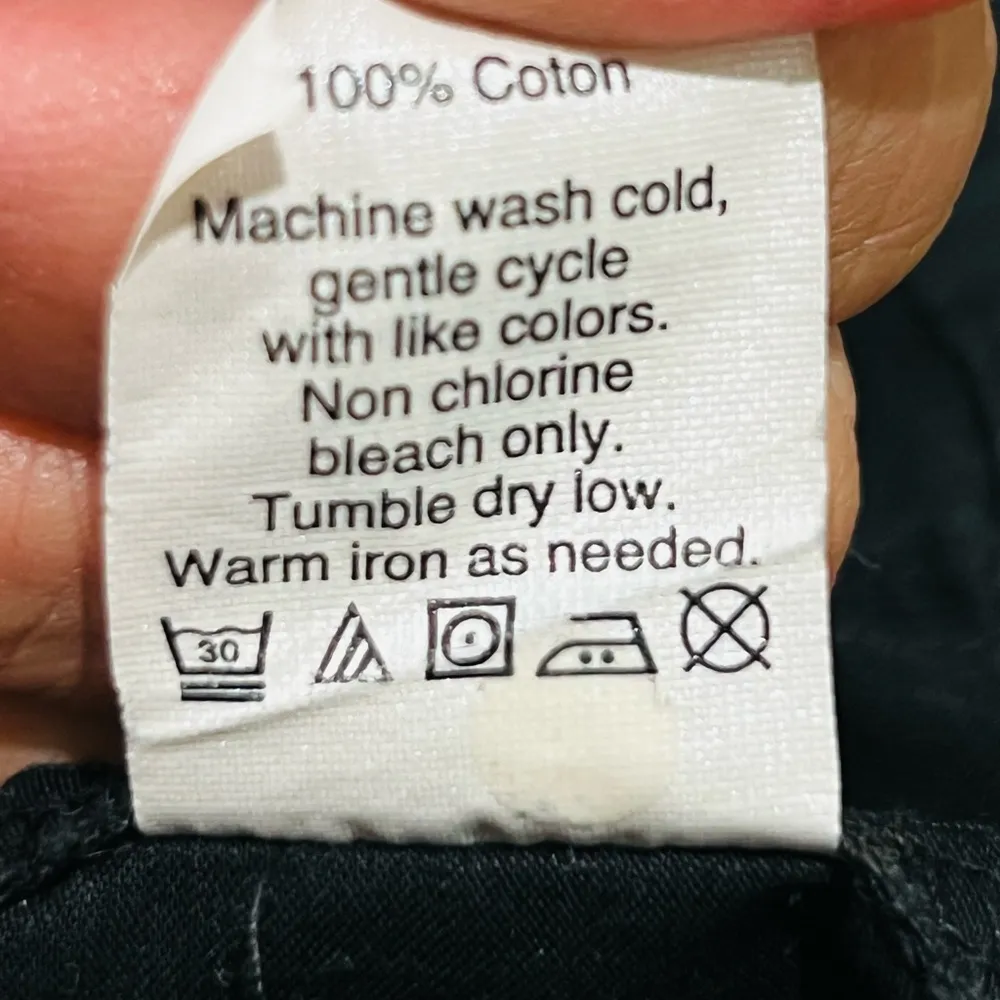 100% Coton
Machine wash cold,
gentle cycle
with like colors.
Non chlorine
bleach only.
Tumble dry low.
Warm iron as needed.
30